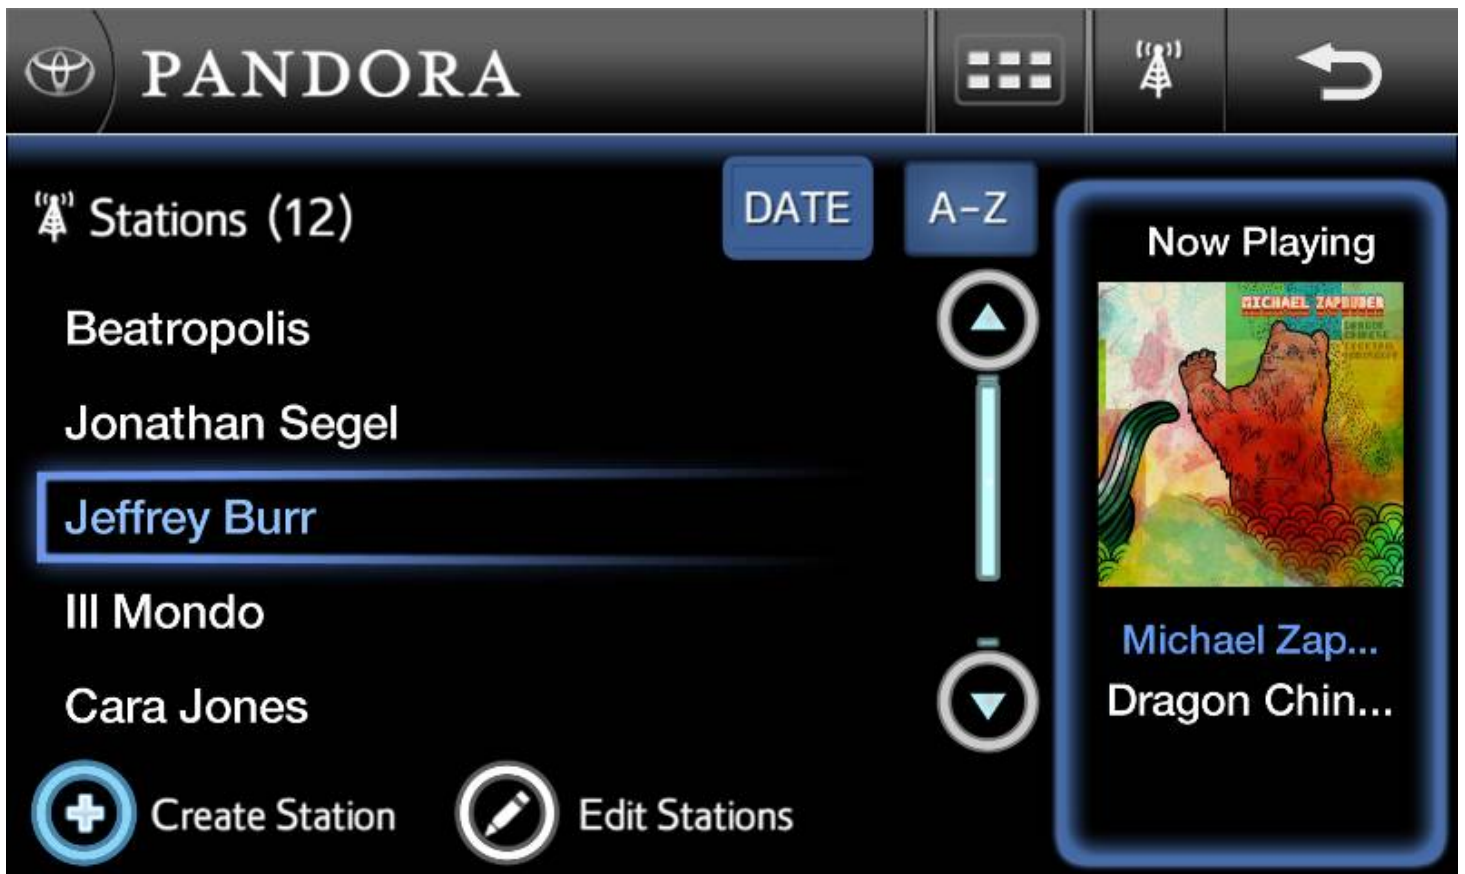 PANDORA
Stations (12)
DATE
A-Z
Beatropolis
Jonathan Segel
Jeffrey Burr
Ill Mondo
Cara Jones
Create Station
Edit Stations
Now Playing
MICHAEL ZAPRUDER
Michael Zap...
Dragon Chin...